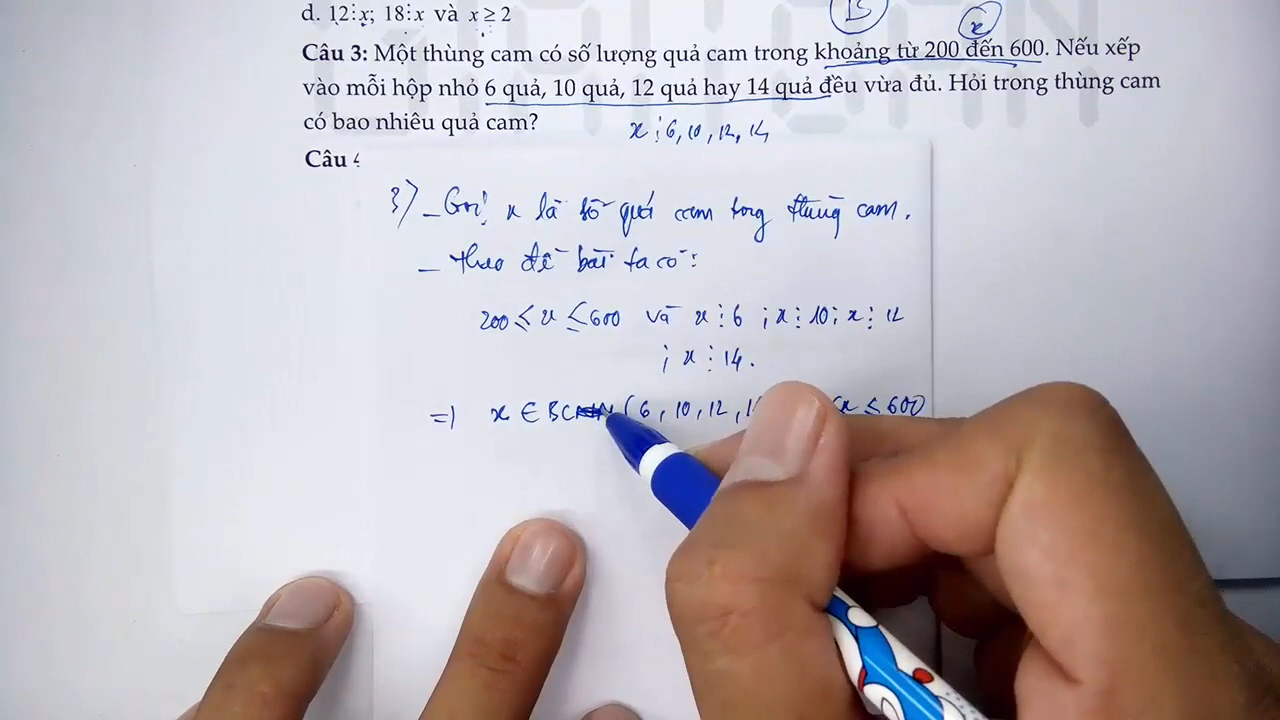 d. 12⋮x; 18⋮x và x ≥ 2
15
x
Câu 3: Một thùng cam có số lượng quả cam trong khoảng từ 200 đến 600. Nếu xếp
vào mỗi hộp nhỏ 6 quả, 10 quả, 12 quả hay 14 quả đều vừa đủ. Hỏi trong thùng cam
có bao nhiêu quả cam?
x ⋮ 6, 10, 12, 14
Câu
3) - Gọi x là số quả cam trong thùng cam.
- Theo đề bài ta có:
200 ≤ x ≤ 600 và x ⋮ 6 ; x ⋮ 10 ; x ⋮ 12
; x ⋮ 14.
=> x ∈ BC (6, 10, 12, x ≤ 600